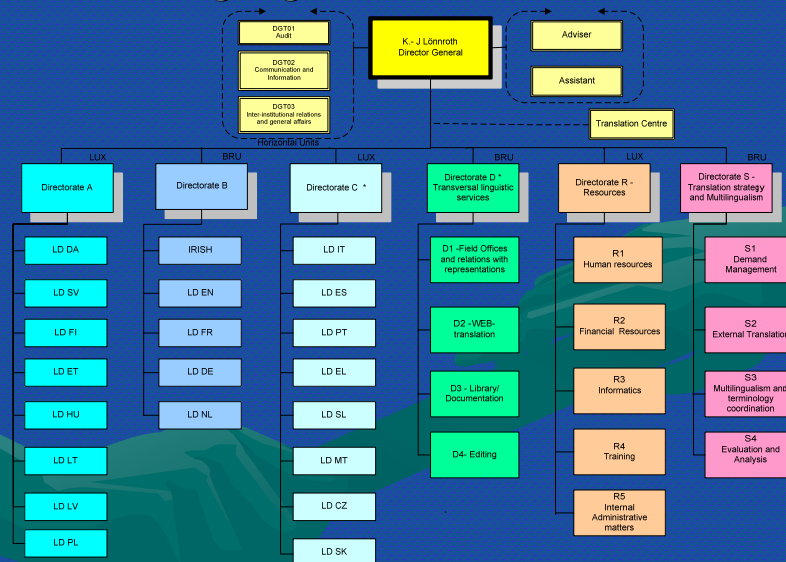 DGT01
Audit
DGT02
Communication and
Information
DGT03
Inter-institutional relations
and general affairs
Horizontal Units
K.- J Lönnroth
Director General
Adviser
Assistant
Translation Centre
LUX
BRU
LUX
BRU
LUX
BRU
Directorate A
Directorate B
Directorate C *
Directorate D *
Transversal linguistic
services
Directorate R -
Resources
Directorate S -
Translation strategy
and Multilingualism
LD DA
LD SV
LD FI
LD ET
LD HU
LD LT
LD LV
LD PL
IRISH
LD EN
LD FR
LD DE
LD NL
LD IT
LD ES
LD PT
LD EL
LD SL
LD MT
LD CZ
LD SK
D1 -Field Offices
and relations with
representations
D2 -WEB-
translation
D3 - Library/
Documentation
D4- Editing
R1
Human resources
R2
Financial Resources
R3
Informatics
R4
Training
R5
Internal
Administrative
matters
S1
Demand
Management
S2
External Translation
S3
Multilingualism and
terminology
coordination
S4
Evaluation and
Analysis